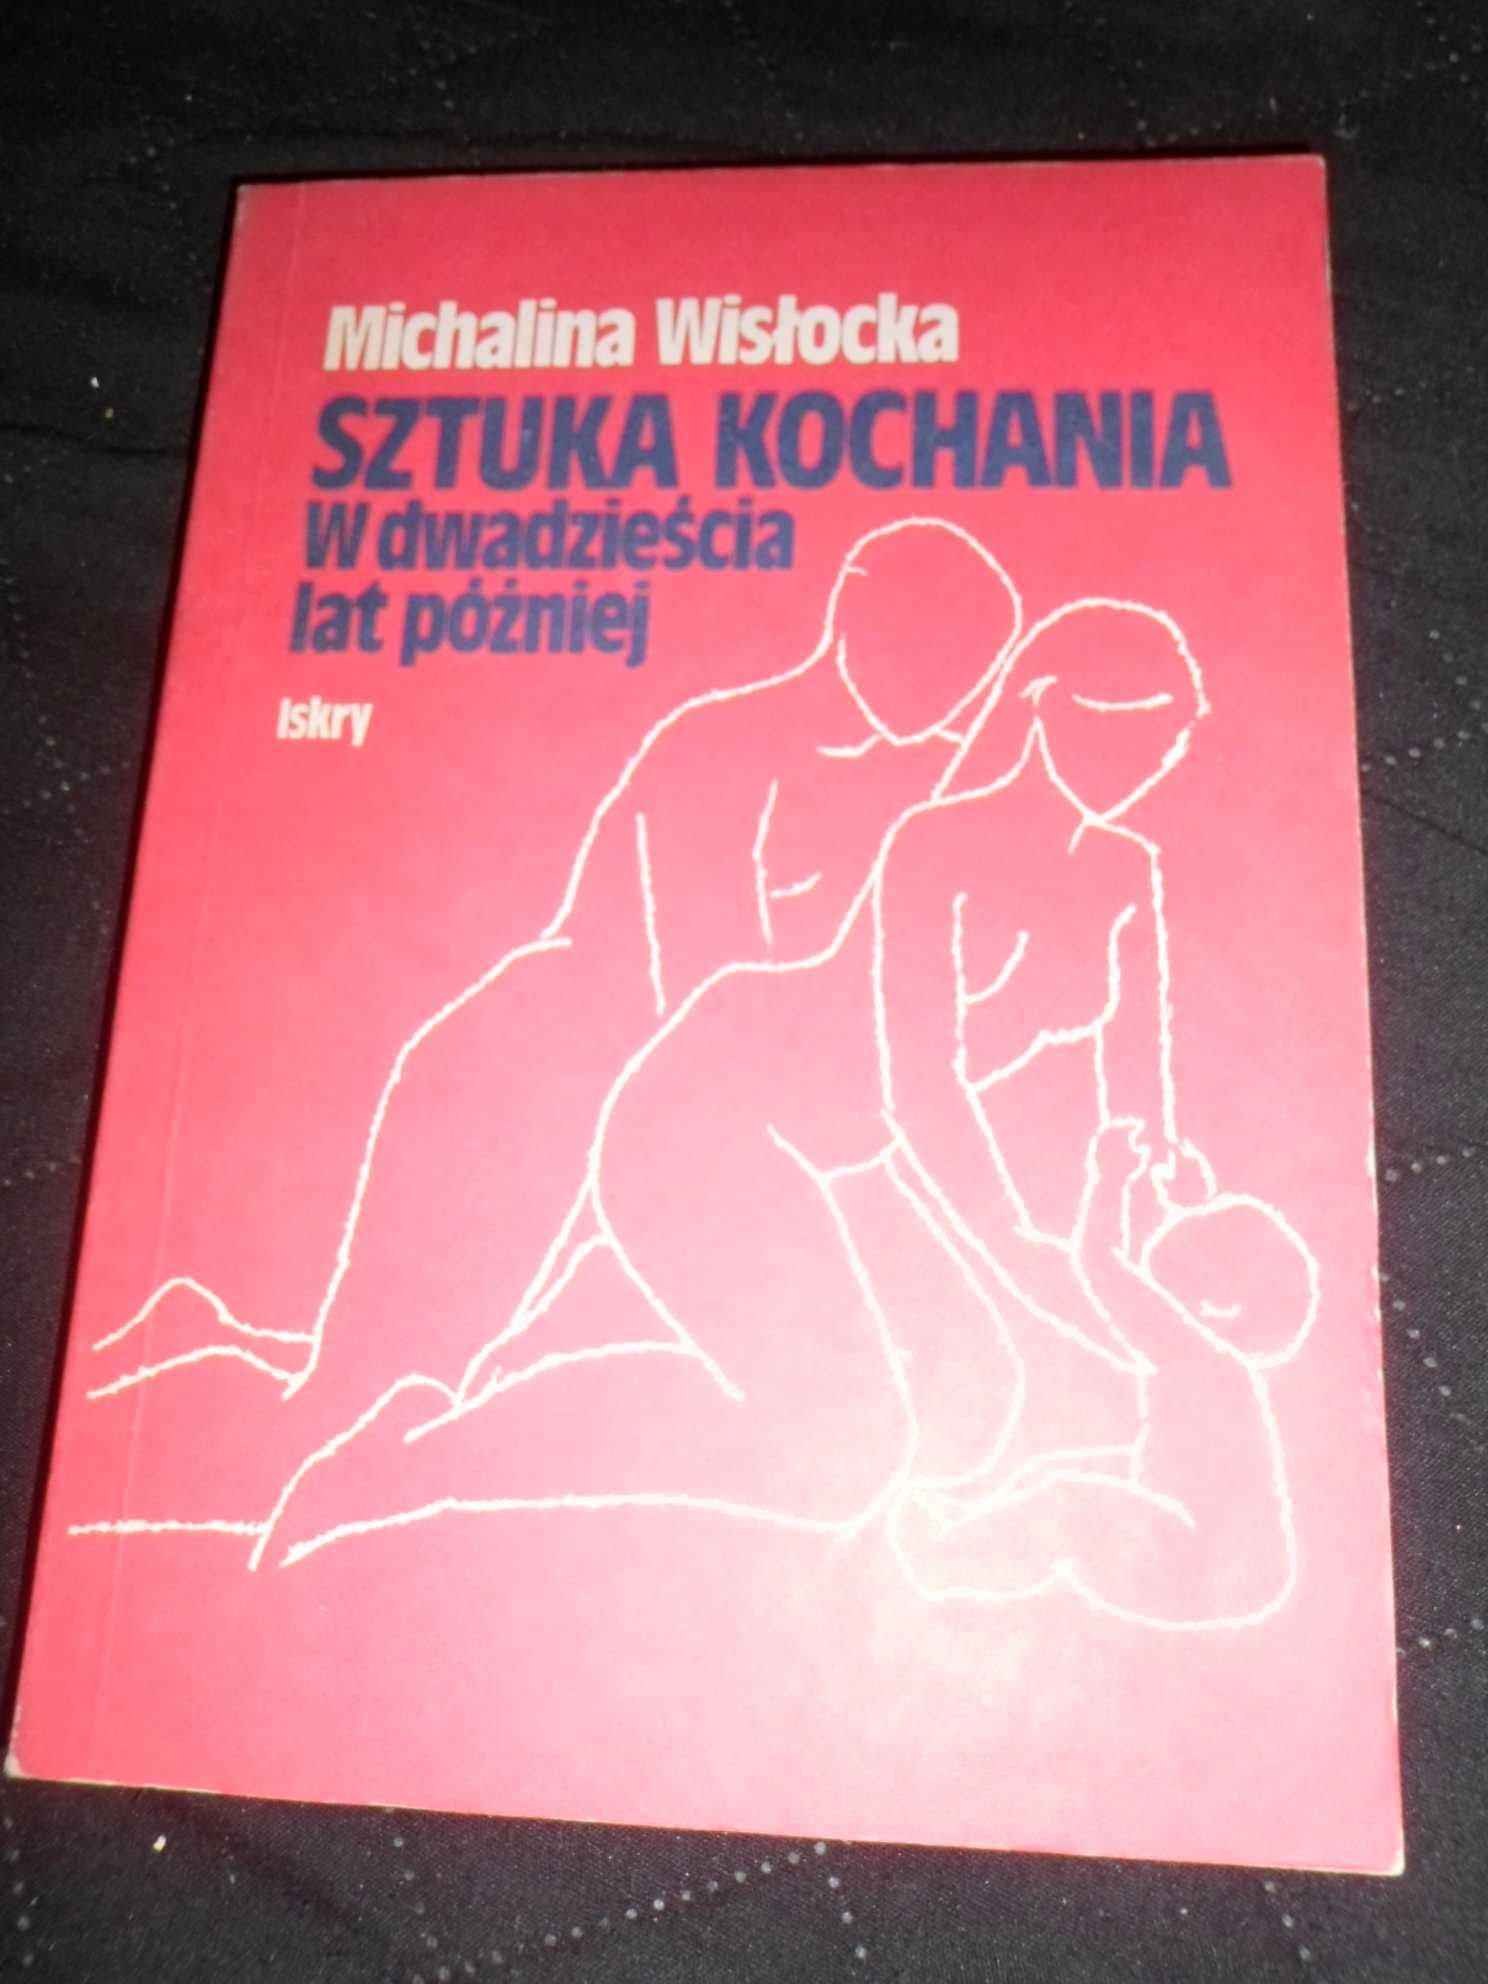 Michalina Wisłocka
SZTUKA KOCHANIA
W dwadzieścia
lat później
Iskry